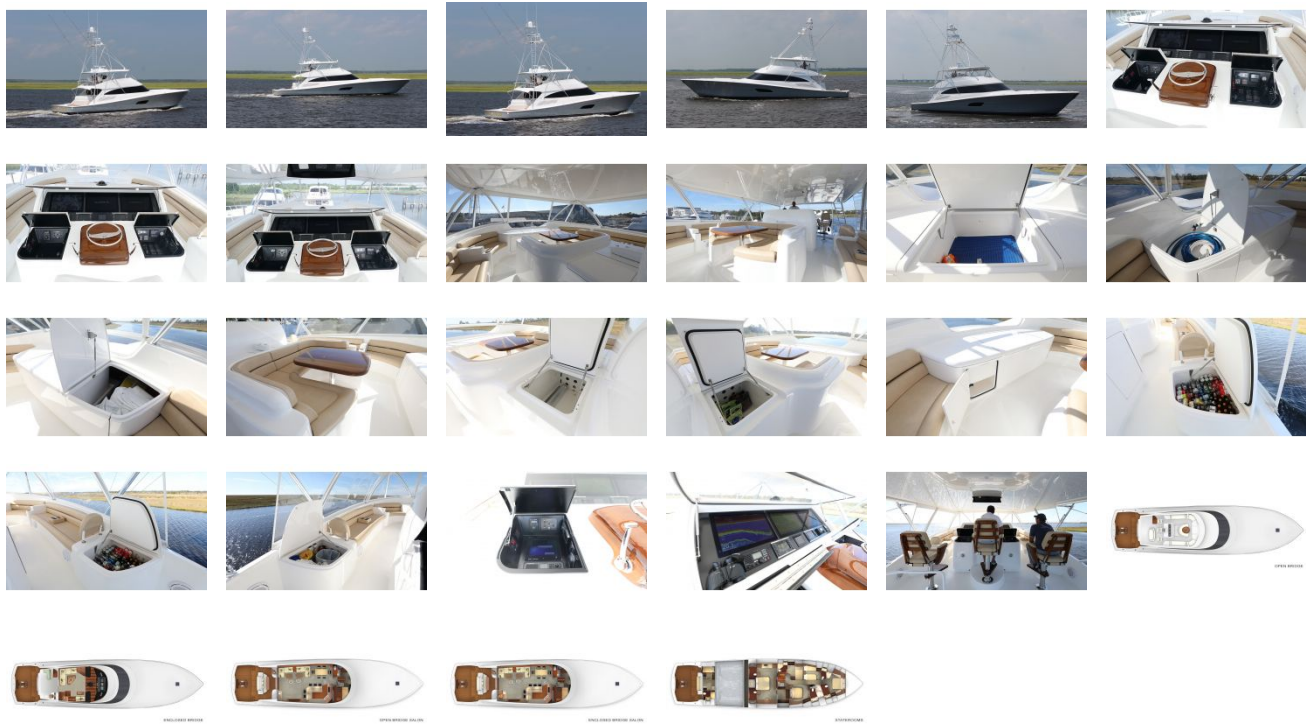 OPEN BRIDGE
ENCLOSED BRIDGE
OPEN BRIDGE SALON
ENCLOSED BRIDGE SALON
STATEROOMS